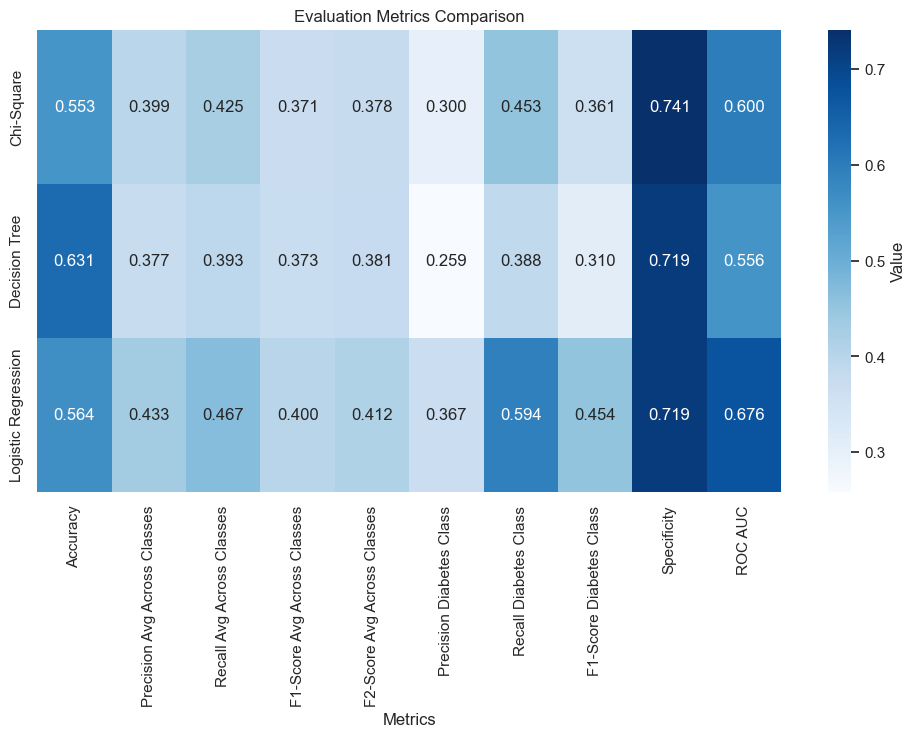 Evaluation Metrics Comparison
Chi-Square
0.553 0.399 0.425 0.371 0.378 0.300 0.453 0.361 0.741 0.600
Decision Tree
0.631 0.377 0.393 0.373 0.381 0.259 0.388 0.310 0.719 0.556
Logistic Regression
0.564 0.433 0.467 0.400 0.412 0.367 0.594 0.454 0.719 0.676
Accuracy
Precision Avg Across Classes
Recall Avg Across Classes
F1-Score Avg Across Classes
F2-Score Avg Across Classes
Precision Diabetes Class
Recall Diabetes Class
F1-Score Diabetes Class
Specificity
ROC AUC
Metrics
0.7
0.6
0.5
0.4
0.3
Value